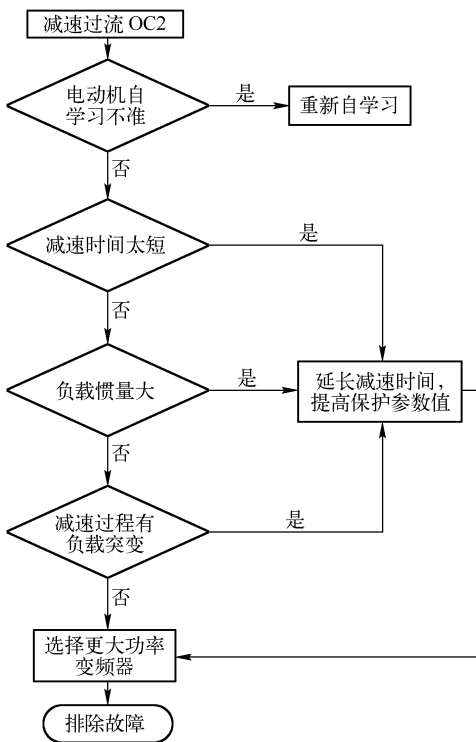 减速过流 OC2
电动机自
学习不准
是
重新自学习
否
减速时间太短
是
否
负载惯量大
是
延长减速时间，
提高保护参数值
否
减速过程有
负载突变
是
否
选择更大功率
变频器
排除故障